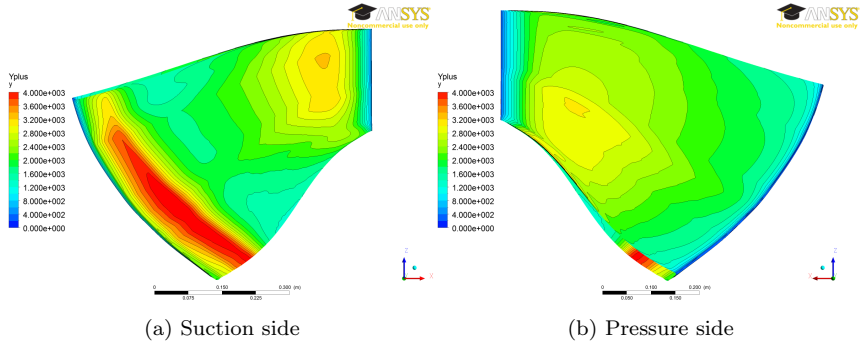 ANSYS
Noncommercial use only
Yplus
y
4.000e+003
3.600e+003
3.200e+003
2.800e+003
2.400e+003
2.000e+003
1.600e+003
1.200e+003
8.000e+002
4.000e+002
0.000e+000
0
0.150
0.300 (m)
0.075
0.225
Z
X
(a) Suction side
ANSYS
Noncommercial use only
Yplus
y
4.000e+003
3.600e+003
3.200e+003
2.800e+003
2.400e+003
2.000e+003
1.600e+003
1.200e+003
8.000e+002
4.000e+002
0.000e+000
0
0.100
0.200 (m)
0.050
0.150
Z
X
(b) Pressure side